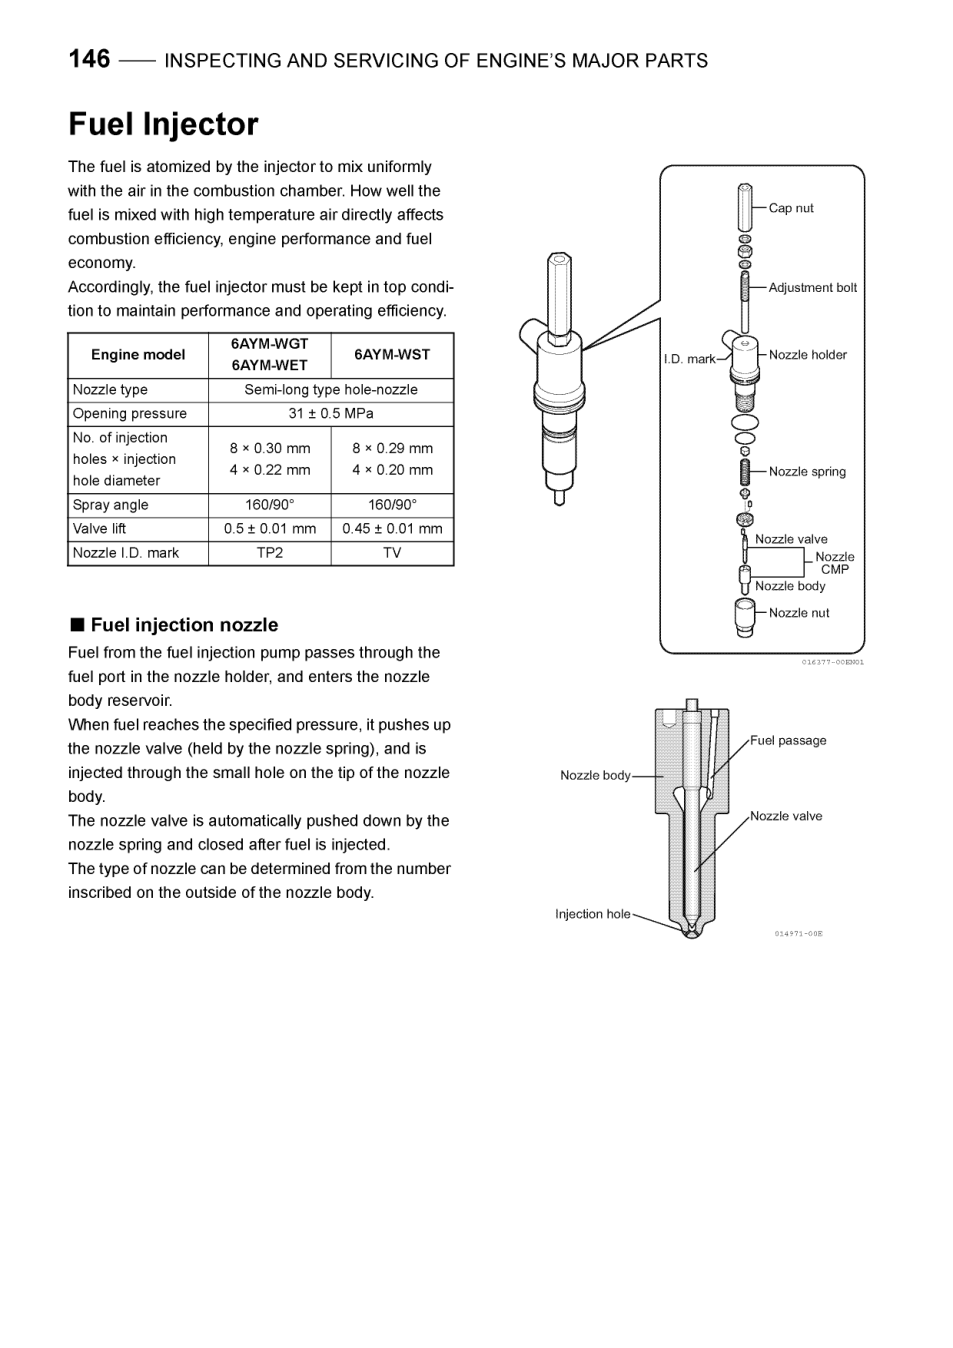 146 —— INSPECTING AND SERVICING OF ENGINE'S MAJOR PARTS
Fuel Injector
The fuel is atomized by the injector to mix uniformly
with the air in the combustion chamber. How well the
fuel is mixed with high temperature air directly affects
combustion efficiency, engine performance and fuel
economy.
Accordingly, the fuel injector must be kept in top condi-
tion to maintain performance and operating efficiency.
Engine model 6AYM-WGT 6AYM-WET 6AYM-WST
Nozzle type Semi-long type hole-nozzle
Opening pressure 31 ± 0.5 MPa
No. of injection
holes × injection
hole diameter
8 × 0.30 mm 8 × 0.29 mm
4 × 0.22 mm 4 × 0.20 mm
Spray angle 160/90° 160/90°
Valve lift 0.5 ± 0.01 mm 0.45 ± 0.01 mm
Nozzle I.D. mark TP2 TV
■ Fuel injection nozzle
Fuel from the fuel injection pump passes through the
fuel port in the nozzle holder, and enters the nozzle
body reservoir.
When fuel reaches the specified pressure, it pushes up
the nozzle valve (held by the nozzle spring), and is
injected through the small hole on the tip of the nozzle
body.
The nozzle valve is automatically pushed down by the
nozzle spring and closed after fuel is injected.
The type of nozzle can be determined from the number
inscribed on the outside of the nozzle body.
Cap nut
Adjustment bolt
I.D. mark
Nozzle holder
Nozzle spring
Nozzle valve
Nozzle
CMP
Nozzle body
Nozzle nut
016377-00EN01
Fuel passage
Nozzle body
Nozzle valve
Injection hole
014971-00E